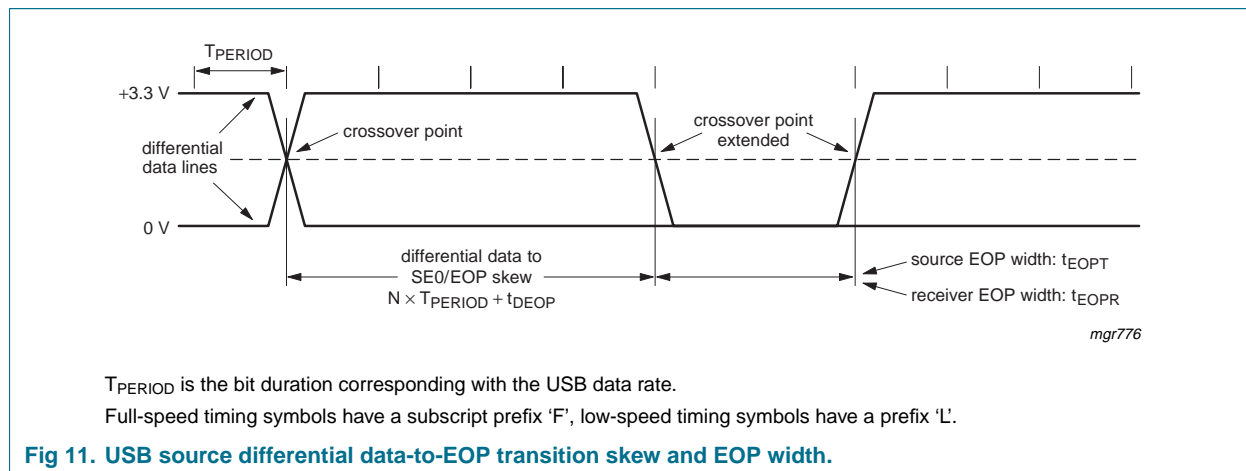 TPERIOD
+3.3 V
crossover point
crossover point
extended
differential
data lines
0 V
differential data to
SE0/EOP skew
N × TPERIOD + tDEOP
source EOP width: tEOPT
receiver EOP width: tEOPR
mgr776
TPERIOD is the bit duration corresponding with the USB data rate.
Full-speed timing symbols have a subscript prefix ‘F’, low-speed timing symbols have a prefix ‘L’.
Fig 11. USB source differential data-to-EOP transition skew and EOP width.